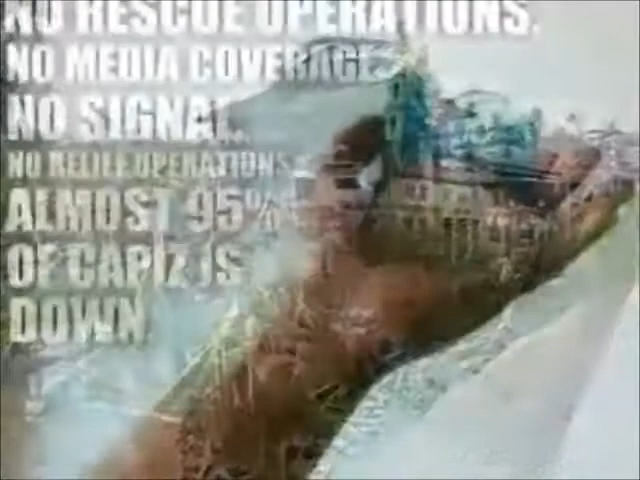 NO RESCUE OPERATIONS.
NO MEDIA COVERAGE
NO SIGNAL.
NO RELIEF OPERATIONS
ALMOST 95%
OF CAPIZ IS
DOWN